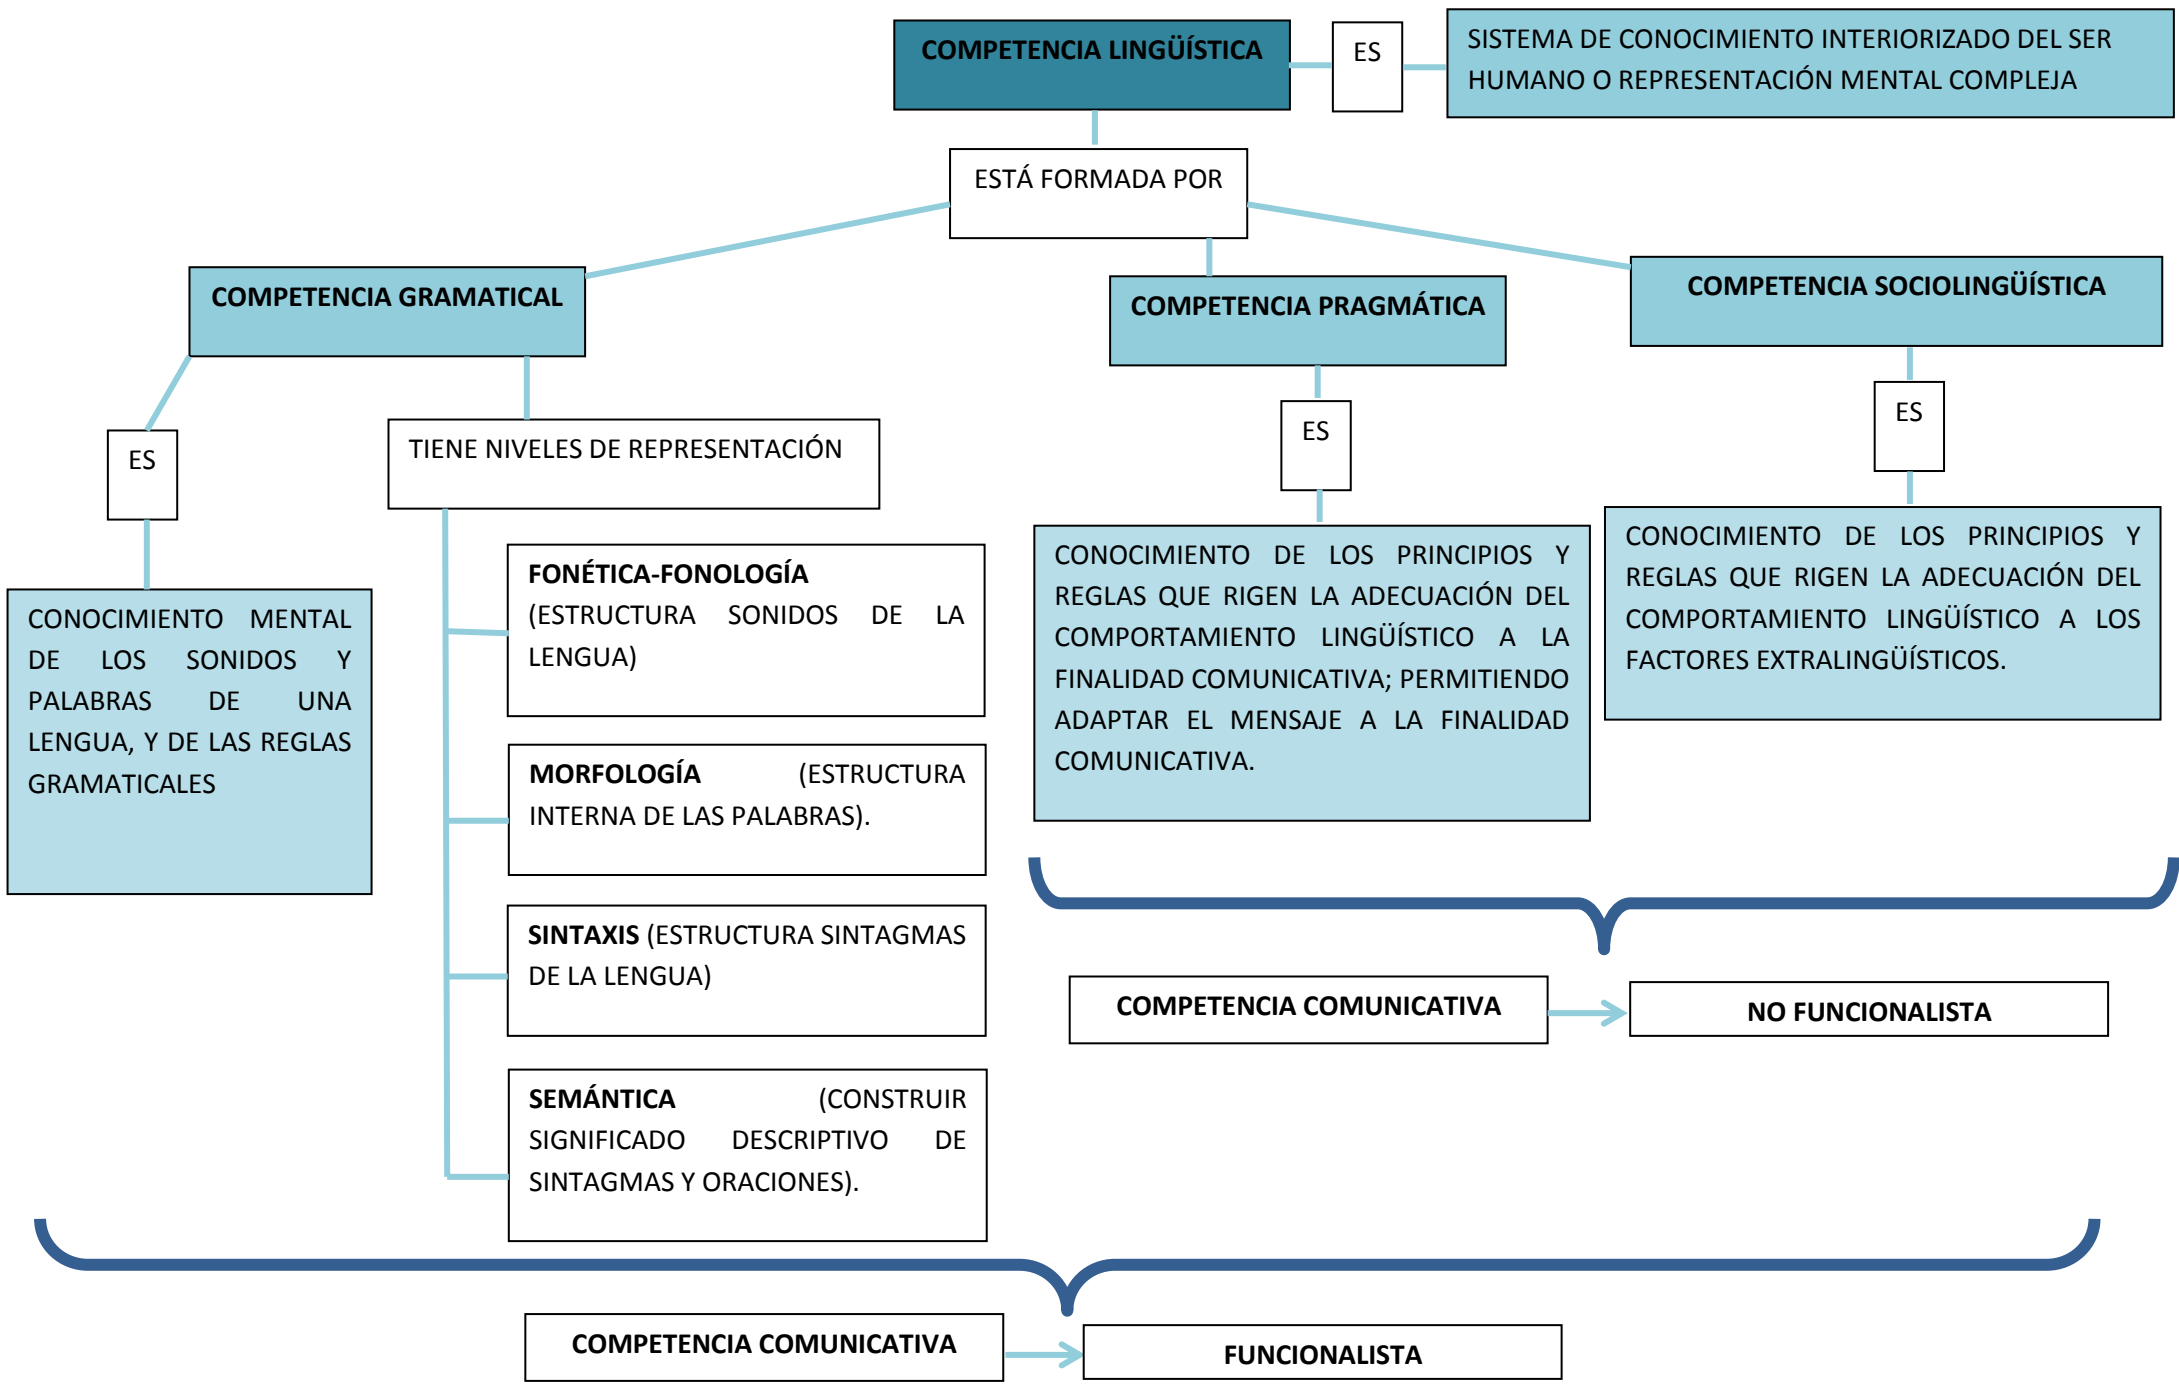 COMPETENCIA LINGÜÍSTICA
ES
SISTEMA DE CONOCIMIENTO INTERIORIZADO DEL SER
HUMANO O REPRESENTACIÓN MENTAL COMPLEJA
ESTÁ FORMADA POR
COMPETENCIA GRAMATICAL
COMPETENCIA PRAGMÁTICA
COMPETENCIA SOCIOLINGÜÍSTICA
ES
TIENE NIVELES DE REPRESENTACIÓN
ES
ES
CONOCIMIENTO MENTAL
DE LOS SONIDOS Y
PALABRAS DE UNA
LENGUA, Y DE LAS REGLAS
GRAMATICALES
FONÉTICA-FONOLOGÍA
(ESTRUCTURA SONIDOS DE LA
LENGUA)
MORFOLOGÍA (ESTRUCTURA
INTERNA DE LAS PALABRAS).
SINTAXIS (ESTRUCTURA SINTAGMAS
DE LA LENGUA)
SEMÁNTICA (CONSTRUIR
SIGNIFICADO DESCRIPTIVO DE
SINTAGMAS Y ORACIONES).
CONOCIMIENTO DE LOS PRINCIPIOS Y
REGLAS QUE RIGEN LA ADECUACIÓN DEL
COMPORTAMIENTO LINGÜÍSTICO A LA
FINALIDAD COMUNICATIVA; PERMITIENDO
ADAPTAR EL MENSAJE A LA FINALIDAD
COMUNICATIVA.
CONOCIMIENTO DE LOS PRINCIPIOS Y
REGLAS QUE RIGEN LA ADECUACIÓN DEL
COMPORTAMIENTO LINGÜÍSTICO A LOS
FACTORES EXTRALINGÜÍSTICOS.
COMPETENCIA COMUNICATIVA
NO FUNCIONALISTA
COMPETENCIA COMUNICATIVA
FUNCIONALISTA